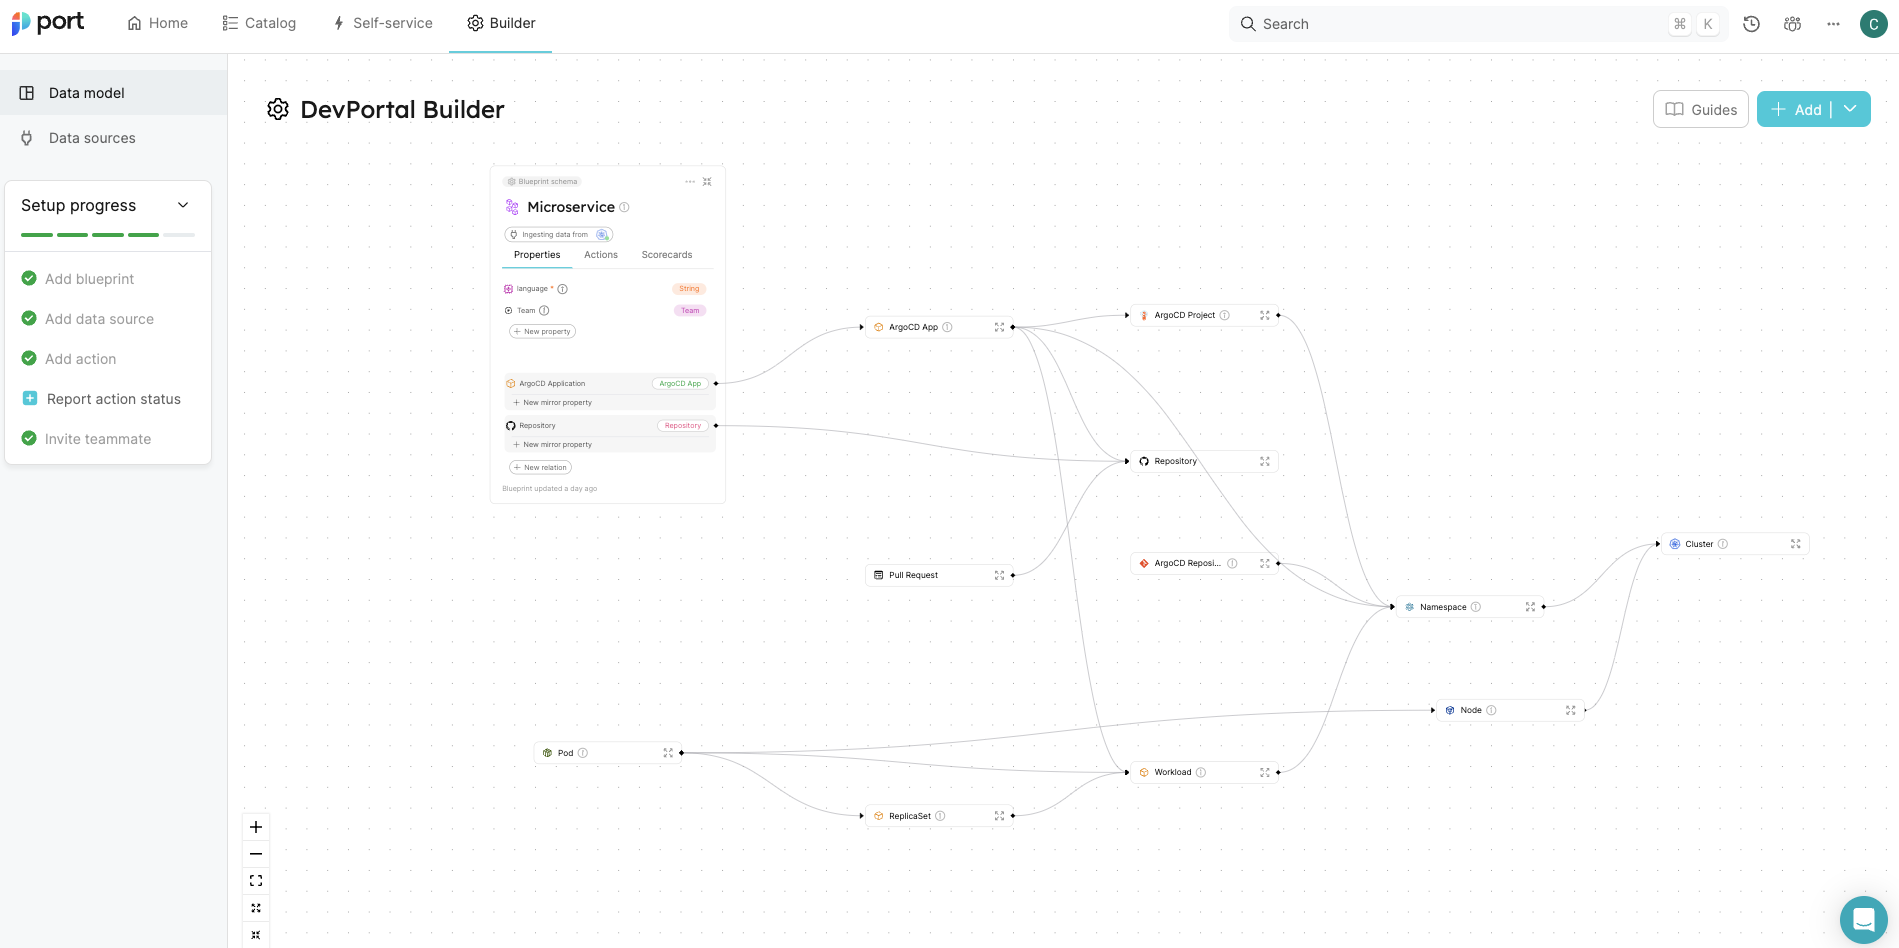 port
Home
Catalog
Self-service
Builder
Search
⌘ K
C
Data model
Data sources
Setup progress
Add blueprint
Add data source
Add action
Report action status
Invite teammate
DevPortal Builder
Guides
Add
Blueprint schema
Microservice
Ingesting data from
Properties Actions Scorecards
language * String
Team Team
New property
ArgoCD Application ArgoCD App
New mirror property
Repository Repository
New mirror property
New relation
Blueprint updated a day ago
ArgoCD App
ArgoCD Project
Repository
Pull Request
ArgoCD Reposi...
Cluster
Namespace
Node
Pod
Workload
ReplicaSet